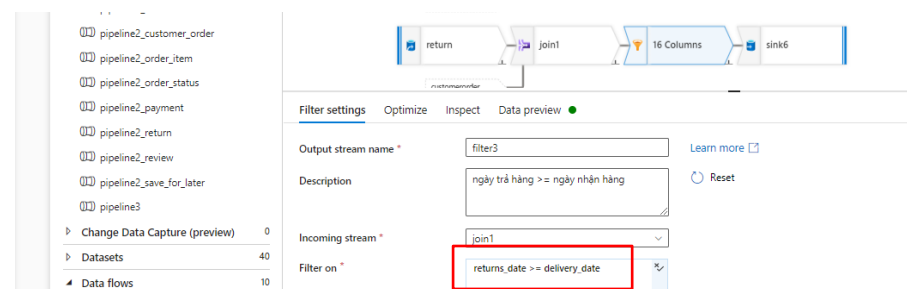 pipeline2_customer_order
pipeline2_order_item
pipeline2_order_status
pipeline2_payment
pipeline2_return
pipeline2_review
pipeline2_save_for_later
pipeline3
Change Data Capture (preview) 0
Datasets 40
Data flows 10
return
join1
16 Columns
sink6
customerorder
Filter settings Optimize Inspect Data preview
Output stream name * filter3 Learn more
Description ngày trả hàng >= ngày nhận hàng Reset
Incoming stream * join1
Filter on * returns_date >= delivery_date